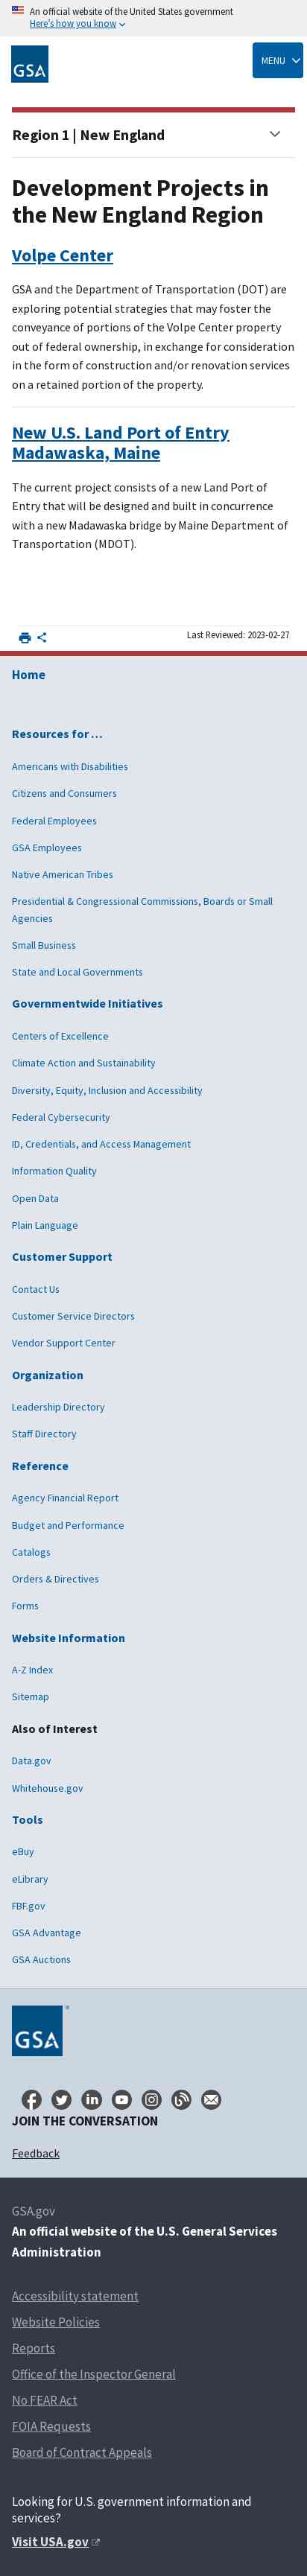 An official website of the United States government
Here's how you know
GSA
MENU
Region 1 | New England
Development Projects in
the New England Region
Volpe Center
GSA and the Department of Transportation (DOT) are
exploring potential strategies that may foster the
conveyance of portions of the Volpe Center property
out of federal ownership, in exchange for consideration
in the form of construction and/or renovation services
on a retained portion of the property.
New U.S. Land Port of Entry
Madawaska, Maine
The current project consists of a new Land Port of
Entry that will be designed and built in concurrence
with a new Madawaska bridge by Maine Department of
Transportation (MDOT).
Last Reviewed: 2023-02-27
Home
Resources for …
Americans with Disabilities
Citizens and Consumers
Federal Employees
GSA Employees
Native American Tribes
Presidential & Congressional Commissions, Boards or Small
Agencies
Small Business
State and Local Governments
Governmentwide Initiatives
Centers of Excellence
Climate Action and Sustainability
Diversity, Equity, Inclusion and Accessibility
Federal Cybersecurity
ID, Credentials, and Access Management
Information Quality
Open Data
Plain Language
Customer Support
Contact Us
Customer Service Directors
Vendor Support Center
Organization
Leadership Directory
Staff Directory
Reference
Agency Financial Report
Budget and Performance
Catalogs
Orders & Directives
Forms
Website Information
A-Z Index
Sitemap
Also of Interest
Data.gov
Whitehouse.gov
Tools
eBuy
eLibrary
FBF.gov
GSA Advantage
GSA Auctions
GSA
JOIN THE CONVERSATION
Feedback
GSA.gov
An official website of the U.S. General Services
Administration
Accessibility statement
Website Policies
Reports
Office of the Inspector General
No FEAR Act
FOIA Requests
Board of Contract Appeals
Looking for U.S. government information and
services?
Visit USA.gov